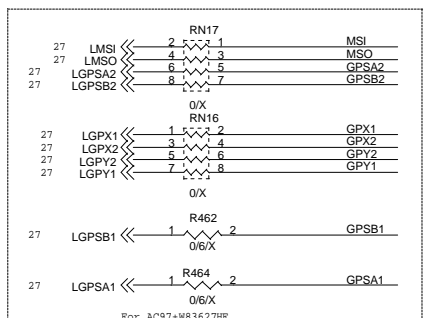 RN17
27 LMSI 2 1 MSI
27 LMSO 4 3 MSO
27 LGPSA2 6 5 GPSA2
27 LGPSB2 8 7 GPSB2
0/X
RN16
27 LGPX1 1 2 GPX1
27 LGPX2 3 4 GPX2
27 LGPY2 5 6 GPY2
27 LGPY1 7 8 GPY1
0/X
R462
27 LGPSB1 1 2 GPSB1
0/6/X
R464
27 LGPSA1 1 2 GPSA1
0/6/X
For AC97+W83627HF